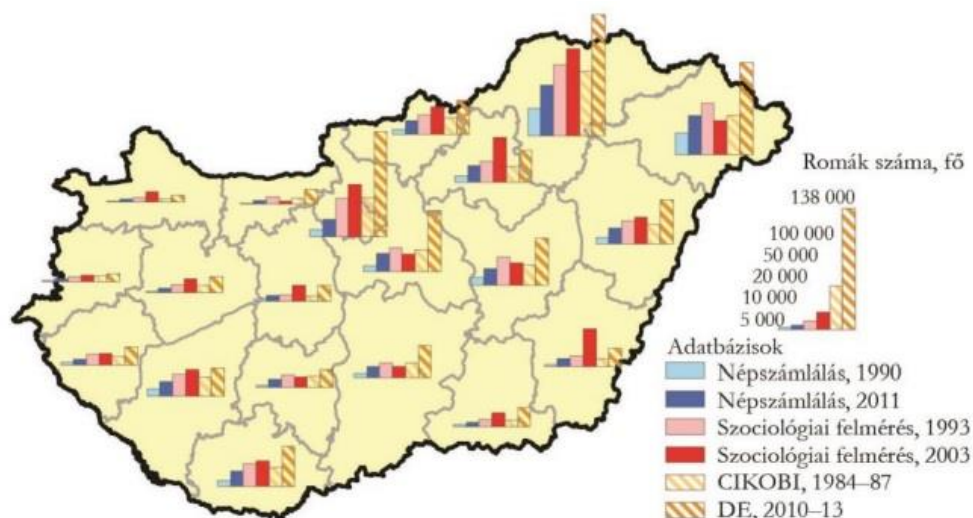 Romák száma, fő
138 000
100 000
50 000
20 000
10 000
5 000
Adatbázisok
Népszámlálás, 1990
Népszámlálás, 2011
Szociológiai felmérés, 1993
Szociológiai felmérés, 2003
CIKOBI, 1984–87
DE, 2010–13